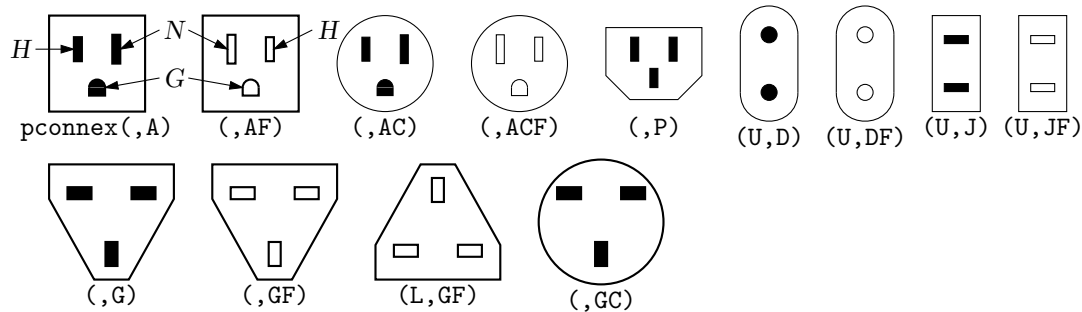 H N H
G
pconnex(,A) (,AF) (,AC) (,ACF) (,P) (U,D) (U,DF) (U,J) (U,JF)
(,G) (,GF) (L,GF) (,GC)